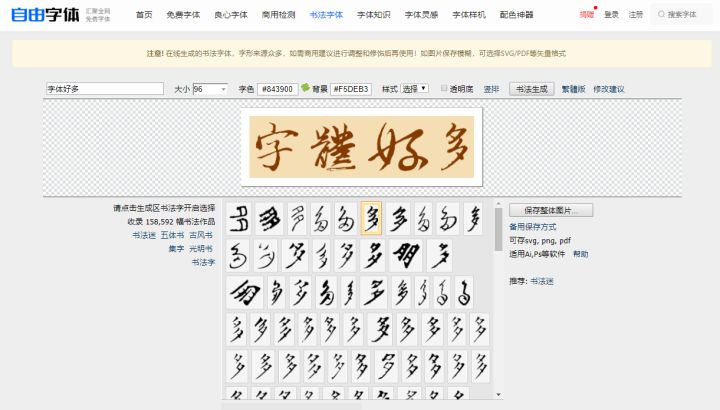 自由字体 汇聚全网 免费字体 首页 免费字体 良心字体 商用检测 书法字体 字体知识 字体灵感 字体样机 配色神器 捐赠 登录 注册 搜索字体
注意! 在线生成的书法字体，字形来源众多，如需商用建议进行调整和修饰后再使用！如图片保存模糊，可选择SVG/PDF等矢量格式
字体好多 大小 96 字色 #843900 背景 #F5DEB3 样式 选择 透明底 竖排 书法生成 繁體版 修改建议
字體好多
请点击生成区书法字开启选择
收录 158,592 幅书法作品
书法迷 五体书 古风书
集字 光明书
书法字
保存整体图片...
备用保存方式
可存svg, png, pdf
适用Ai,Ps等软件 帮助
推荐: 书法迷